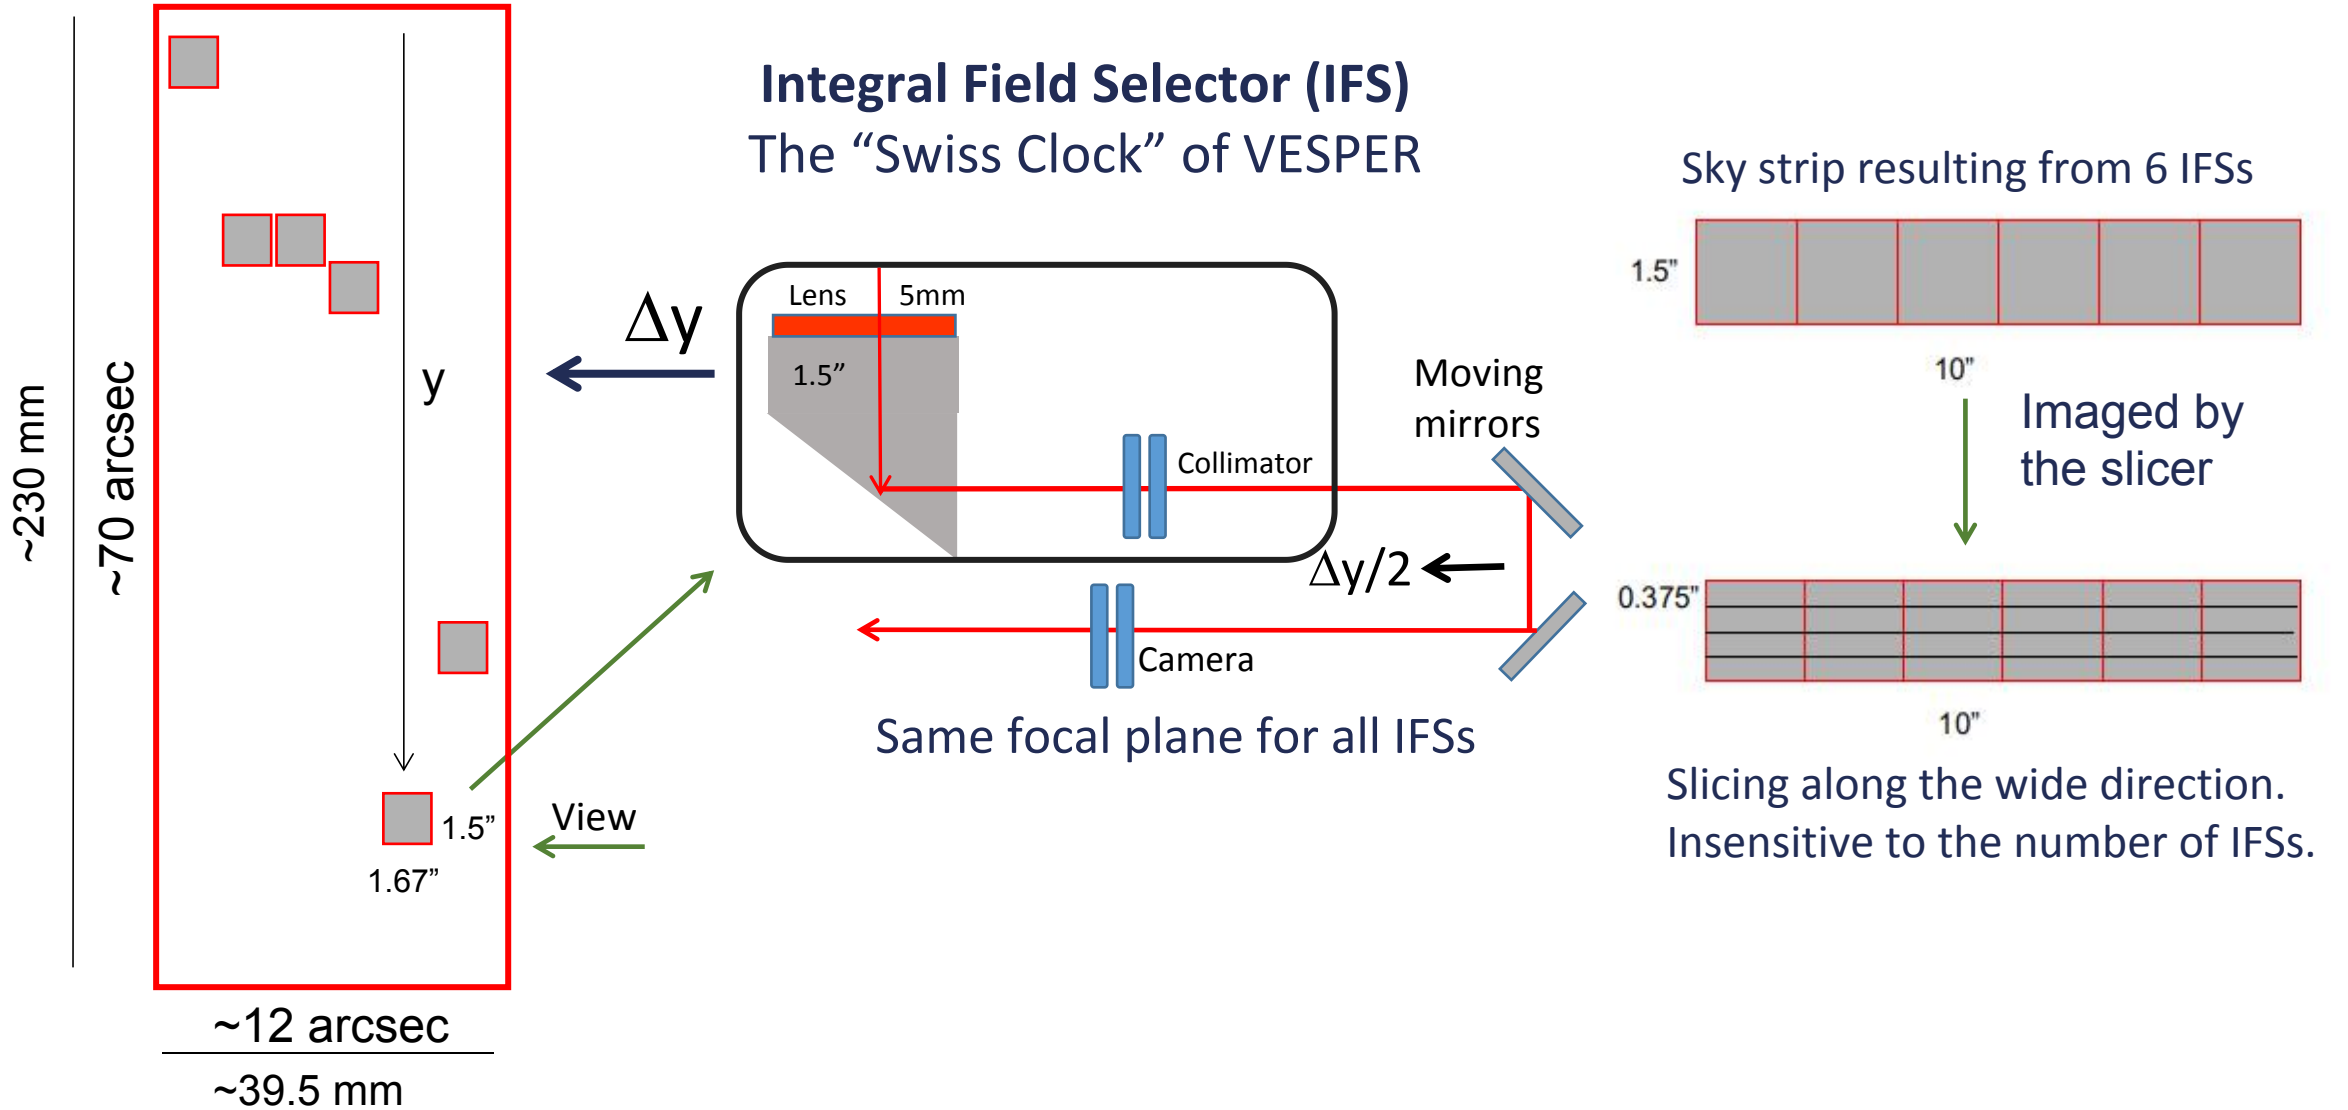 Integral Field Selector (IFS)
The “Swiss Clock” of VESPER
~230 mm
~70 arcsec
y
1.5”
1.67”
View
~12 arcsec
~39.5 mm
Δy
Lens
5mm
1.5”
Collimator
Moving
mirrors
Δy/2
Camera
Same focal plane for all IFSs
Sky strip resulting from 6 IFSs
1.5”
10”
Imaged by
the slicer
0.375”
10”
Slicing along the wide direction.
Insensitive to the number of IFSs.